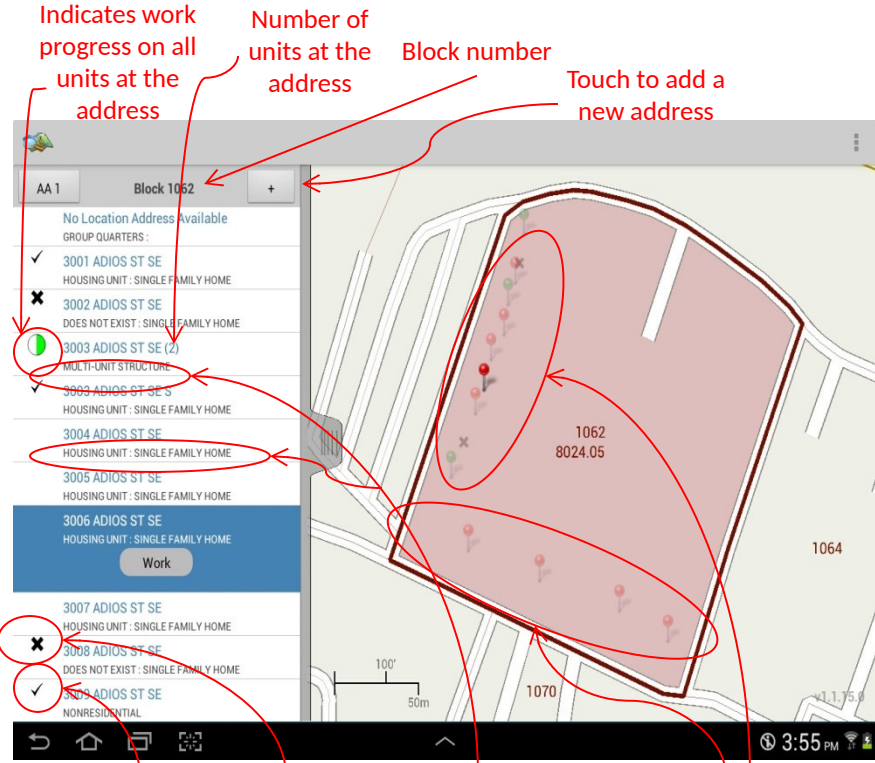 Indicates work
progress on all
units at the
address
Number of
units at the
address
Block number
Touch to add a
new address
AA 1
Block 1062
+
No Location Address Available
GROUP QUARTERS :
3001 ADIOS ST SE
HOUSING UNIT : SINGLE FAMILY HOME
3002 ADIOS ST SE
DOES NOT EXIST : SINGLE FAMILY HOME
3003 ADIOS ST SE (2)
MULTI-UNIT STRUCTURE
3003 ADIOS ST SE S
HOUSING UNIT : SINGLE FAMILY HOME
3004 ADIOS ST SE
HOUSING UNIT : SINGLE FAMILY HOME
3005 ADIOS ST SE
HOUSING UNIT : SINGLE FAMILY HOME
3006 ADIOS ST SE
HOUSING UNIT : SINGLE FAMILY HOME
Work
3007 ADIOS ST SE
HOUSING UNIT : SINGLE FAMILY HOME
3008 ADIOS ST SE
DOES NOT EXIST : SINGLE FAMILY HOME
3009 ADIOS ST SE
NONRESIDENTIAL
1062
8024.05
1064
1070
100'
50m
v1.1.15.0
3:55 PM